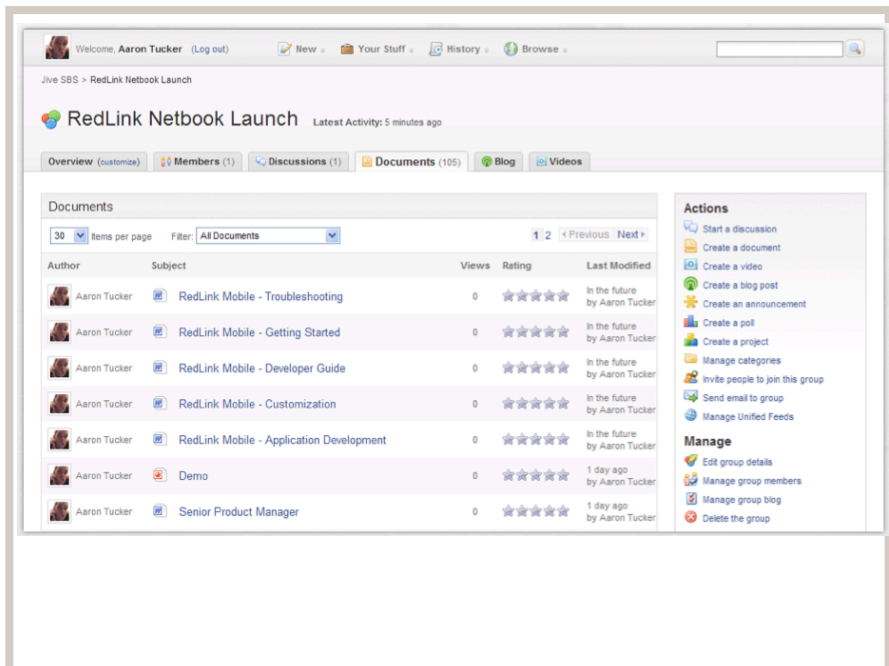 Welcome, Aaron Tucker (Log out) New Your Stuff History Browse
Jive SBS > RedLink Netbook Launch
RedLink Netbook Launch Latest Activity: 5 minutes ago
Overview (customize) Members (1) Discussions (1) Documents (105) Blog Videos
Documents
30 Items per page Filter: All Documents 1 2 Previous Next
Author Subject Views Rating Last Modified
Aaron Tucker RedLink Mobile - Troubleshooting 0 In the future
by Aaron Tucker
Aaron Tucker RedLink Mobile - Getting Started 0 In the future
by Aaron Tucker
Aaron Tucker RedLink Mobile - Developer Guide 0 In the future
by Aaron Tucker
Aaron Tucker RedLink Mobile - Customization 0 In the future
by Aaron Tucker
Aaron Tucker RedLink Mobile - Application Development 0 In the future
by Aaron Tucker
Aaron Tucker Demo 0 1 day ago
by Aaron Tucker
Aaron Tucker Senior Product Manager 0 1 day ago
by Aaron Tucker
Actions
Start a discussion
Create a document
Create a video
Create a blog post
Create an announcement
Create a poll
Create a project
Manage categories
Invite people to join this group
Send email to group
Manage Unified Feeds
Manage
Edit group details
Manage group members
Manage group blog
Delete the group